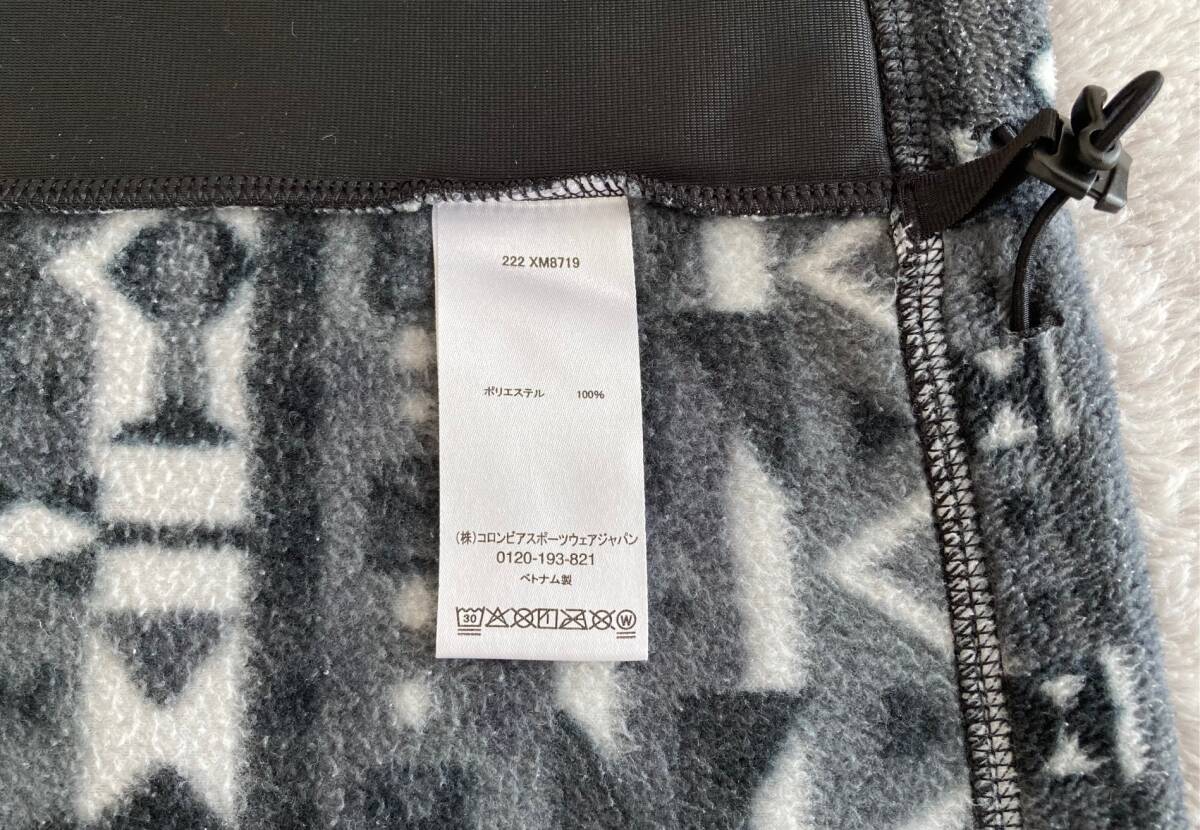 222 XM8719
ポリエステル 100%
(株)コロンビアスポーツウェアジャパン
0120-193-821
ベトナム製
30 W